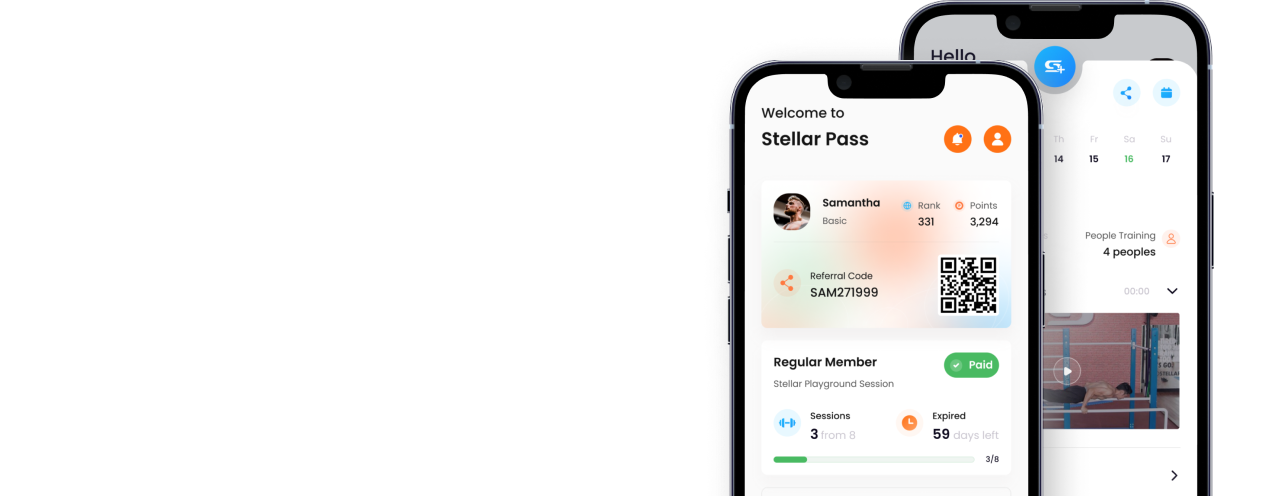 Welcome to
Stellar Pass
Samantha
Basic
Rank
331
Points
3,294
Referral Code
SAM271999
Regular Member
Paid
Stellar Playground Session
Sessions
3 from 8
Expired
59 days left
3/8
Hello
Th Fr Sa Su
14 15 16 17
People Training
4 peoples
00:00